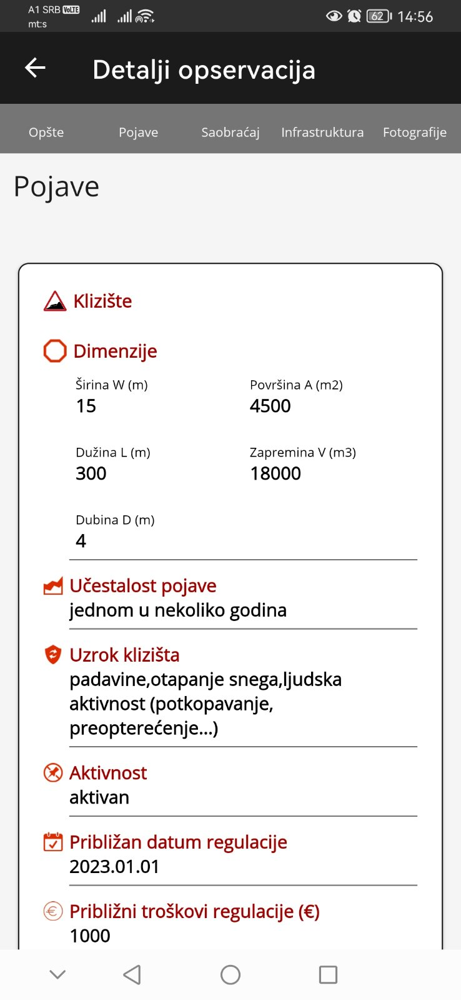 A1 SRB VoLTE
mt:s
62
14:56
Detalji opservacija
Opšte Pojave Saobraćaj Infrastruktura Fotografije
Pojave
Klizište
Dimenzije
Širina W (m) Površina A (m2)
15 4500
Dužina L (m) Zapremina V (m3)
300 18000
Dubina D (m)
4
Učestalost pojave
jednom u nekoliko godina
Uzrok klizišta
padavine,otapanje snega,ljudska
aktivnost (potkopavanje,
preopterećenje...)
Aktivnost
aktivan
Približan datum regulacije
2023.01.01
Približni troškovi regulacije (€)
1000